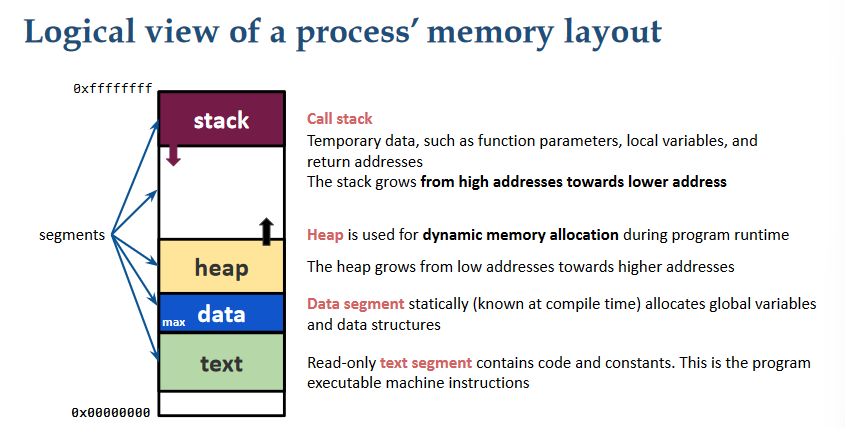 Logical view of a process’ memory layout
0xffffffff
stack
Call stack
Temporary data, such as function parameters, local variables, and
return addresses
The stack grows from high addresses towards lower address
segments
Heap is used for dynamic memory allocation during program runtime
heap
The heap grows from low addresses towards higher addresses
max data
Data segment statically (known at compile time) allocates global variables
and data structures
text
Read-only text segment contains code and constants. This is the program
executable machine instructions
0x00000000